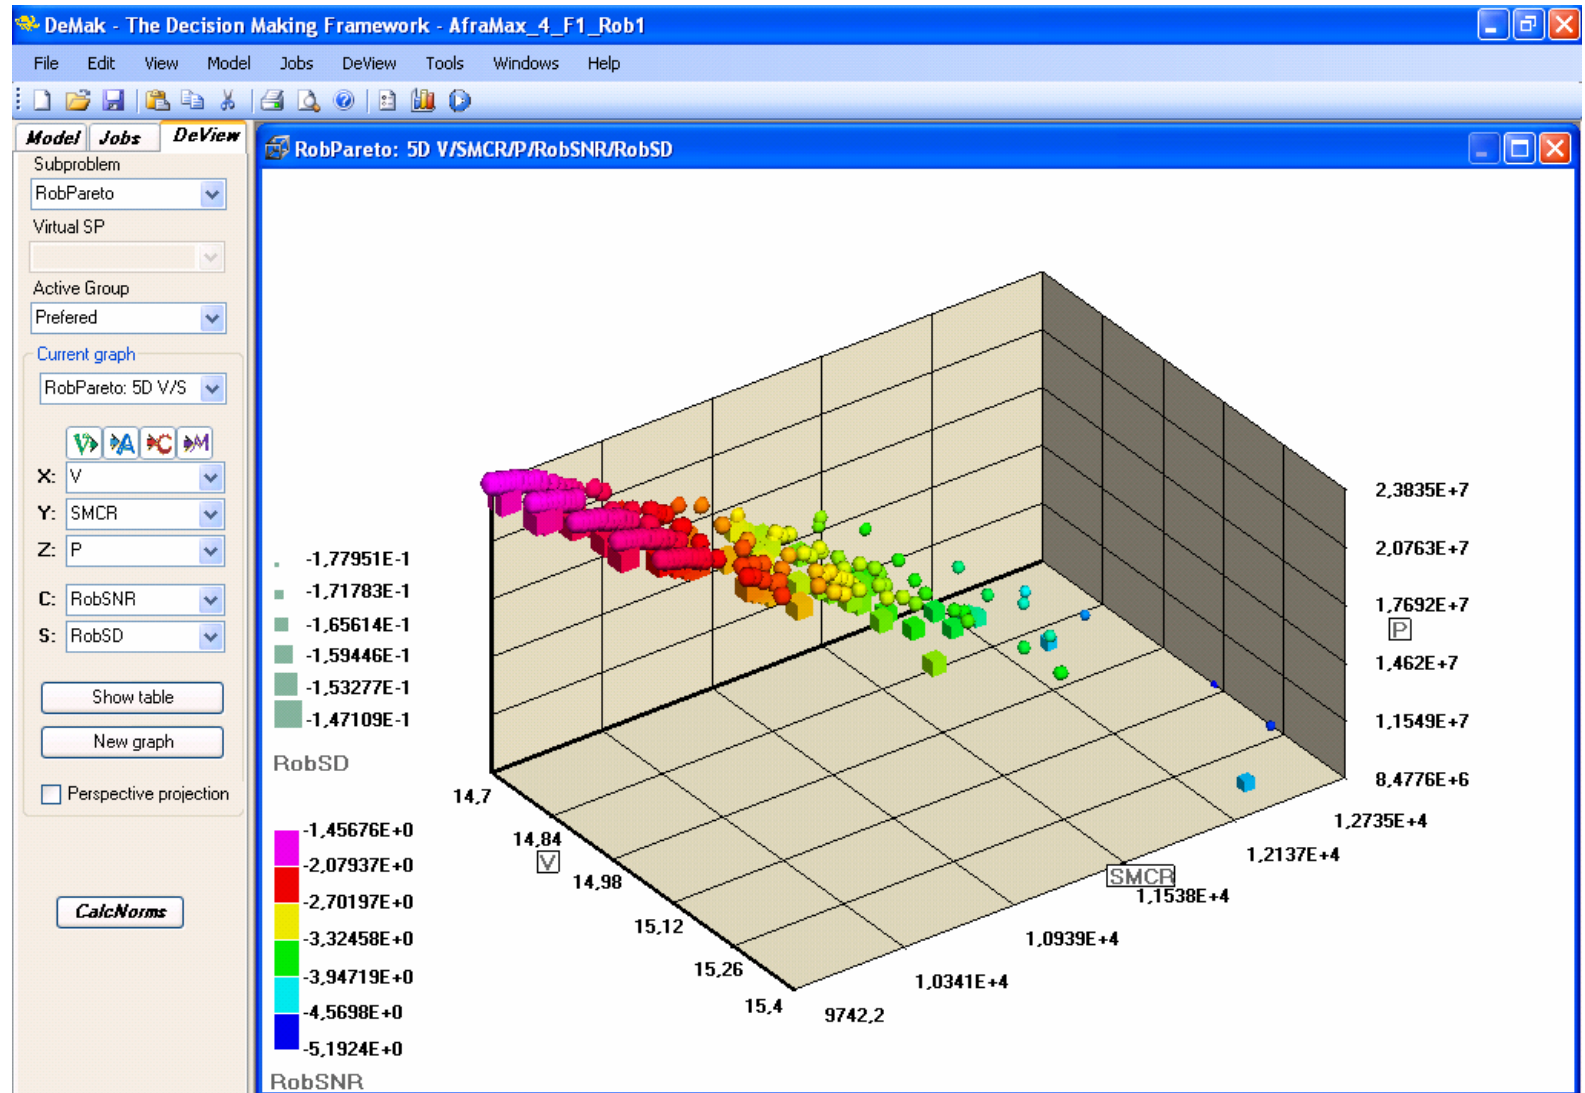 DeMak - The Decision Making Framework - AfraMax_4_F1_Rob1
File Edit View Model Jobs DeView Tools Windows Help
Model Jobs DeView
Subproblem
RobPareto
Virtual SP
Active Group
Prefered
Current graph
RobPareto: 5D V/S
V A C M
X: V
Y: SMCR
Z: P
C: RobSNR
S: RobSD
Show table
New graph
Perspective projection
CalcNorms
RobPareto: 5D V/SMCR/P/RobSNR/RobSD
-1,77951E-1
-1,71783E-1
-1,65614E-1
-1,59446E-1
-1,53277E-1
-1,47109E-1
RobSD
-1,45676E+0
-2,07937E+0
-2,70197E+0
-3,32458E+0
-3,94719E+0
-4,5698E+0
-5,1924E+0
RobSNR
14,7
14,84
V
14,98
15,12
15,26
15,4
9742,2
1,0341E+4
1,0939E+4
1,1538E+4
SMCR
1,2137E+4
1,2735E+4
2,3835E+7
2,0763E+7
1,7692E+7
P
1,462E+7
1,1549E+7
8,4776E+6